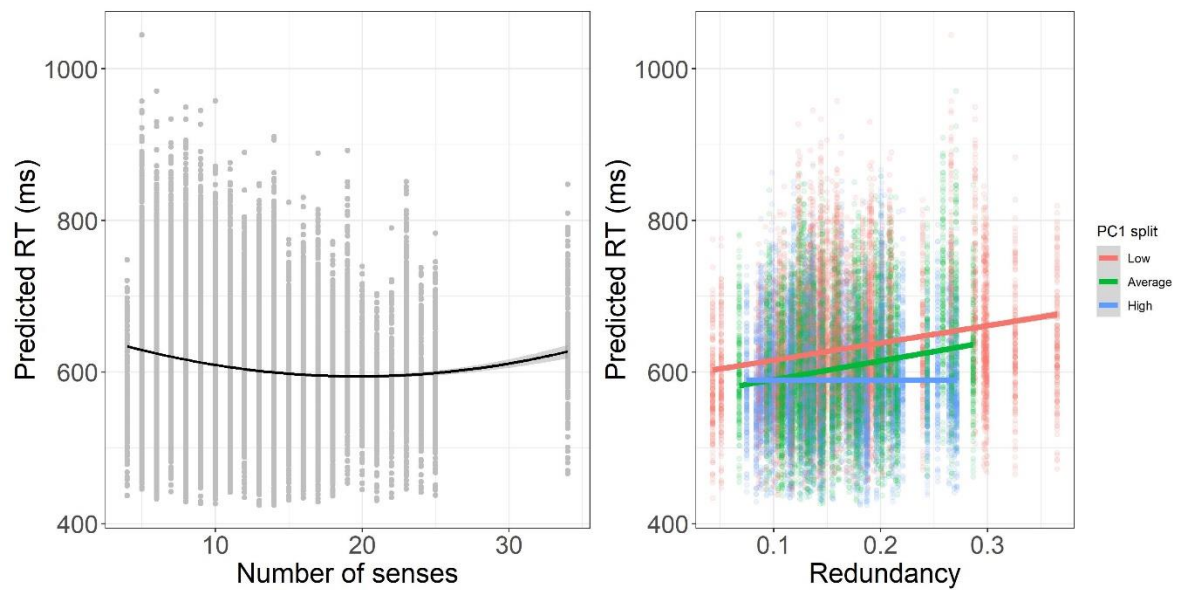 1000
800
600
400
Predicted RT (ms)
10 20 30
Number of senses
1000
800
600
400
Predicted RT (ms)
0.1 0.2 0.3
Redundancy
PC1 split
Low
Average
High